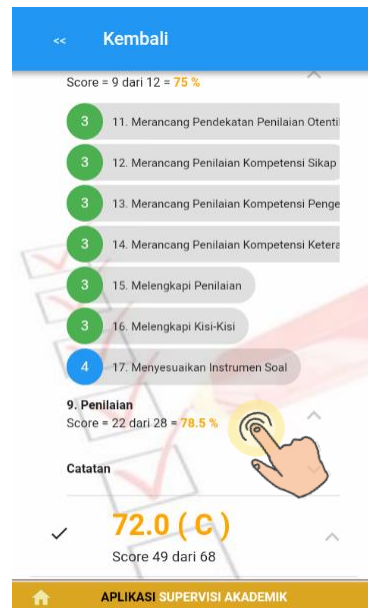 << Kembali
Score = 9 dari 12 = 75 %
3 11. Merancang Pendekatan Penilaian Otenti
3 12. Merancang Penilaian Kompetensi Sikap
3 13. Merancang Penilaian Kompetensi Penge
3 14. Merancang Penilaian Kompetensi Ketera
3 15. Melengkapi Penilaian
3 16. Melengkapi Kisi-Kisi
4 17. Menyesuaikan Instrumen Soal
9. Penilaian
Score = 22 dari 28 = 78.5 %
Catatan
72.0 ( C )
Score 49 dari 68
APLIKASI SUPERVISI AKADEMIK